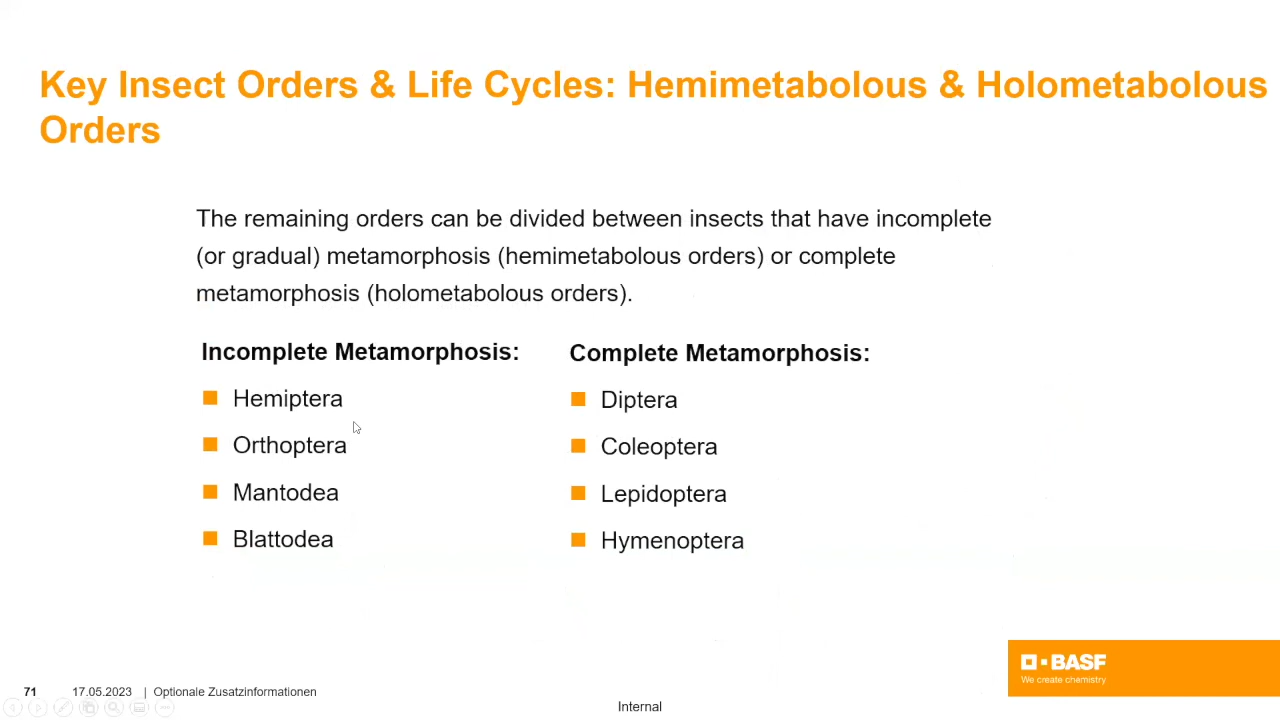 Key Insect Orders & Life Cycles: Hemimetabolous & Holometabolous
Orders
The remaining orders can be divided between insects that have incomplete
(or gradual) metamorphosis (hemimetabolous orders) or complete
metamorphosis (holometabolous orders).
Incomplete Metamorphosis:
Hemiptera
Orthoptera
Mantodea
Blattodea
Complete Metamorphosis:
Diptera
Coleoptera
Lepidoptera
Hymenoptera
BASF
We create chemistry
71 17.05.2023 | Optionale Zusatzinformationen
Internal